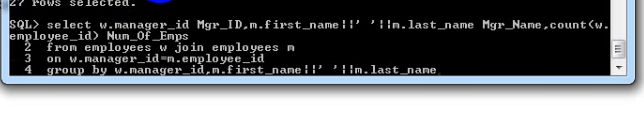 27 rows selected.
SQL> select w.manager_id Mgr_ID,m.first_name||' '||m.last_name Mgr_Name,count(w.
employee_id) Num_Of_Emps
2 from employees w join employees m
3 on w.manager_id=m.employee_id
4 group by w.manager_id,m.first_name||' '||m.last_name